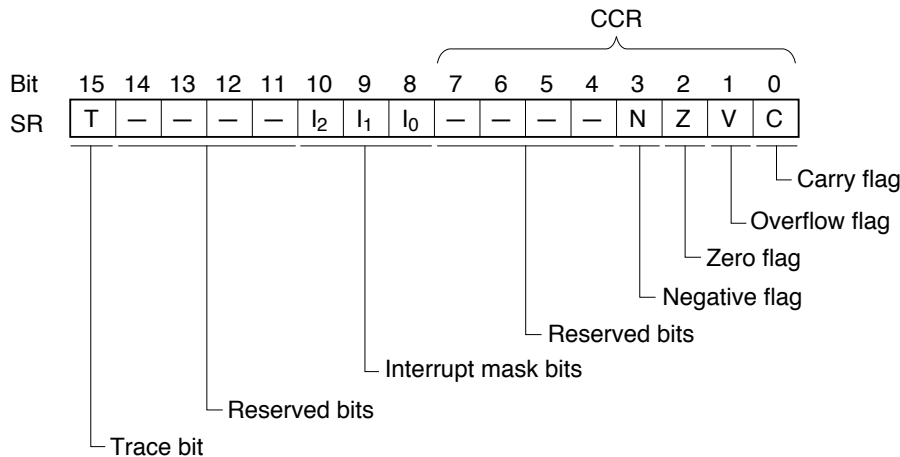 CCR
Bit 15 14 13 12 11 10 9 8 7 6 5 4 3 2 1 0
SR T — — — — I₂ I₁ I₀ — — — — N Z V C
Carry flag
Overflow flag
Zero flag
Negative flag
Reserved bits
Interrupt mask bits
Reserved bits
Trace bit